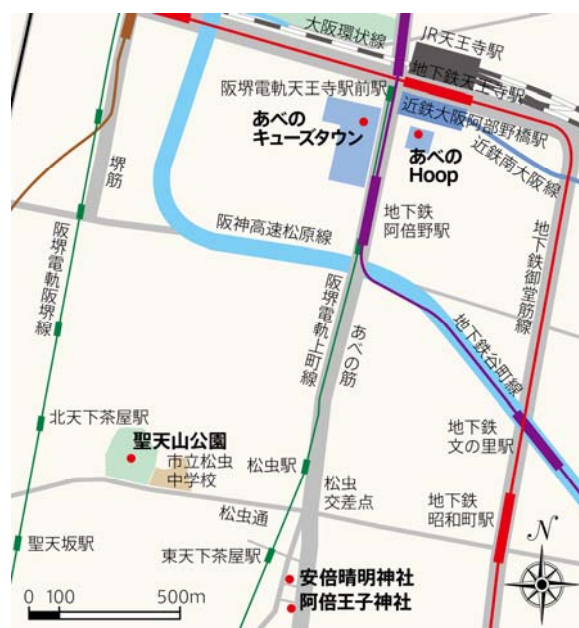 大阪環状線
JR天王寺駅
地下鉄天王寺駅
阪堺電軌天王寺駅前駅
近鉄大阪阿部野橋駅
あべの
キューズタウン
あべの
Hoop
近鉄南大阪線
堺筋
地下鉄
阿倍野駅
阪神高速松原線
地下鉄御堂筋線
阪堺電軌阪堺線
阪堺電軌上町線
あべの筋
地下鉄谷町線
北天下茶屋駅
聖天山公園
市立松虫
中学校
松虫駅
地下鉄
文の里駅
松虫
交差点
松虫通
地下鉄
昭和町駅
聖天坂駅
東天下茶屋駅
安倍晴明神社
阿倍王子神社
N
0 100 500m